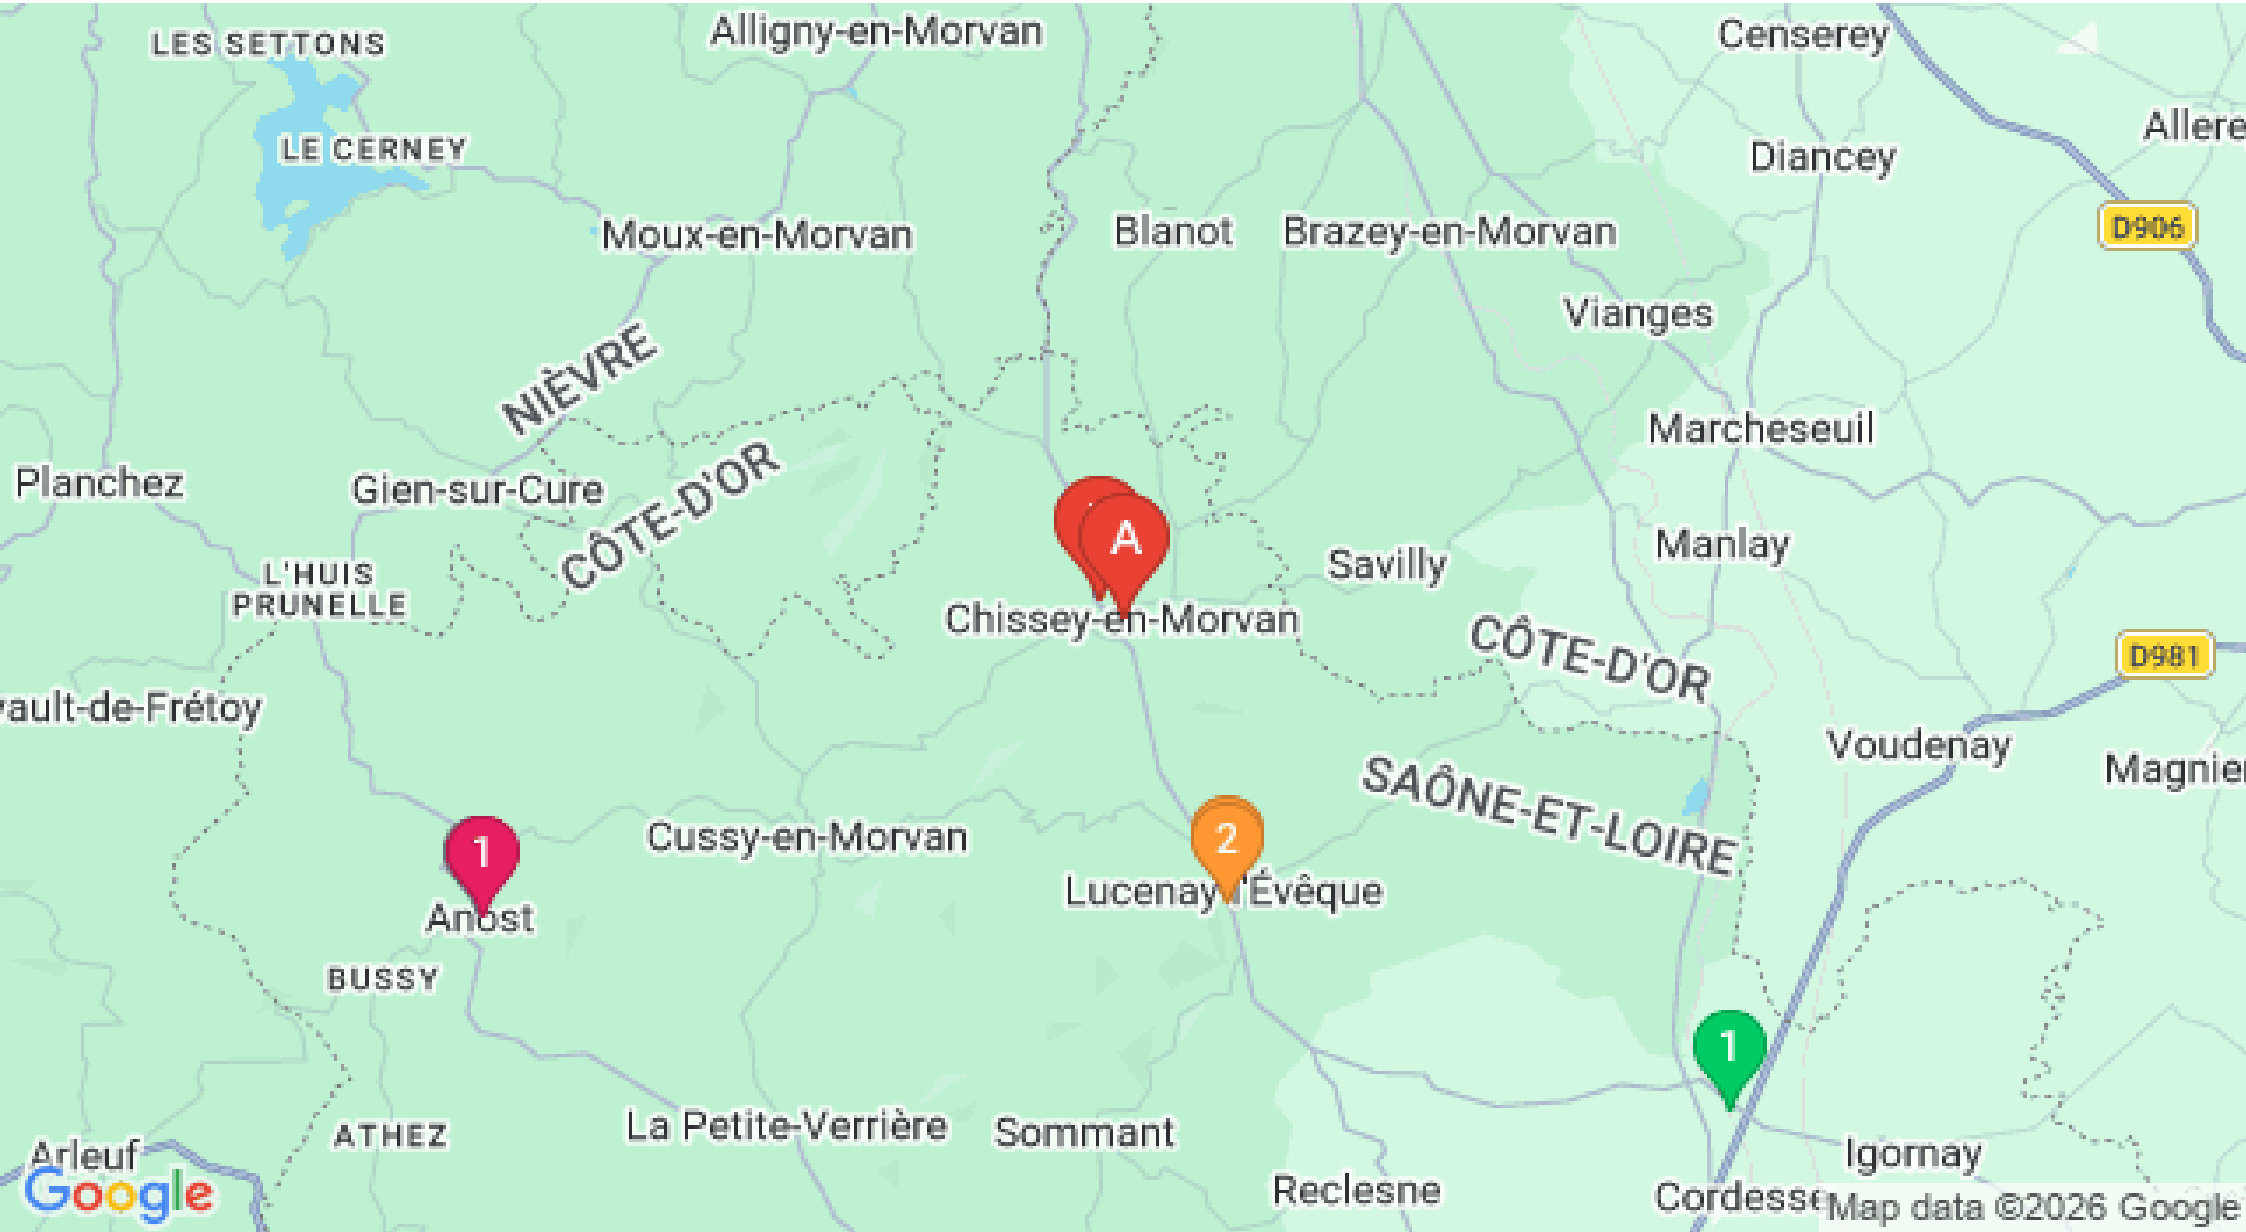 LES SETTONS
Alligny-en-Morvan
Censerey
LE CERNEY
Diancey
Allere
Moux-en-Morvan
Blanot
Brazey-en-Morvan
D906
Vianges
NIÈVRE
Marcheseuil
Planchez
Gien-sur-Cure
CÔTE-D'OR
A
Manlay
Savilly
L'HUIS
PRUNELLE
Chissey-en-Morvan
CÔTE-D'OR
D981
vault-de-Frétoy
Voudenay
Magnie
SAÔNE-ET-LOIRE
1
Cussy-en-Morvan
2
Lucenay-l'Évêque
Anost
BUSSY
1
La Petite-Verrière
Sommant
ATHEZ
Arleuf
Igornay
Reclesne
Cordesse
Google
Map data ©2026 Google